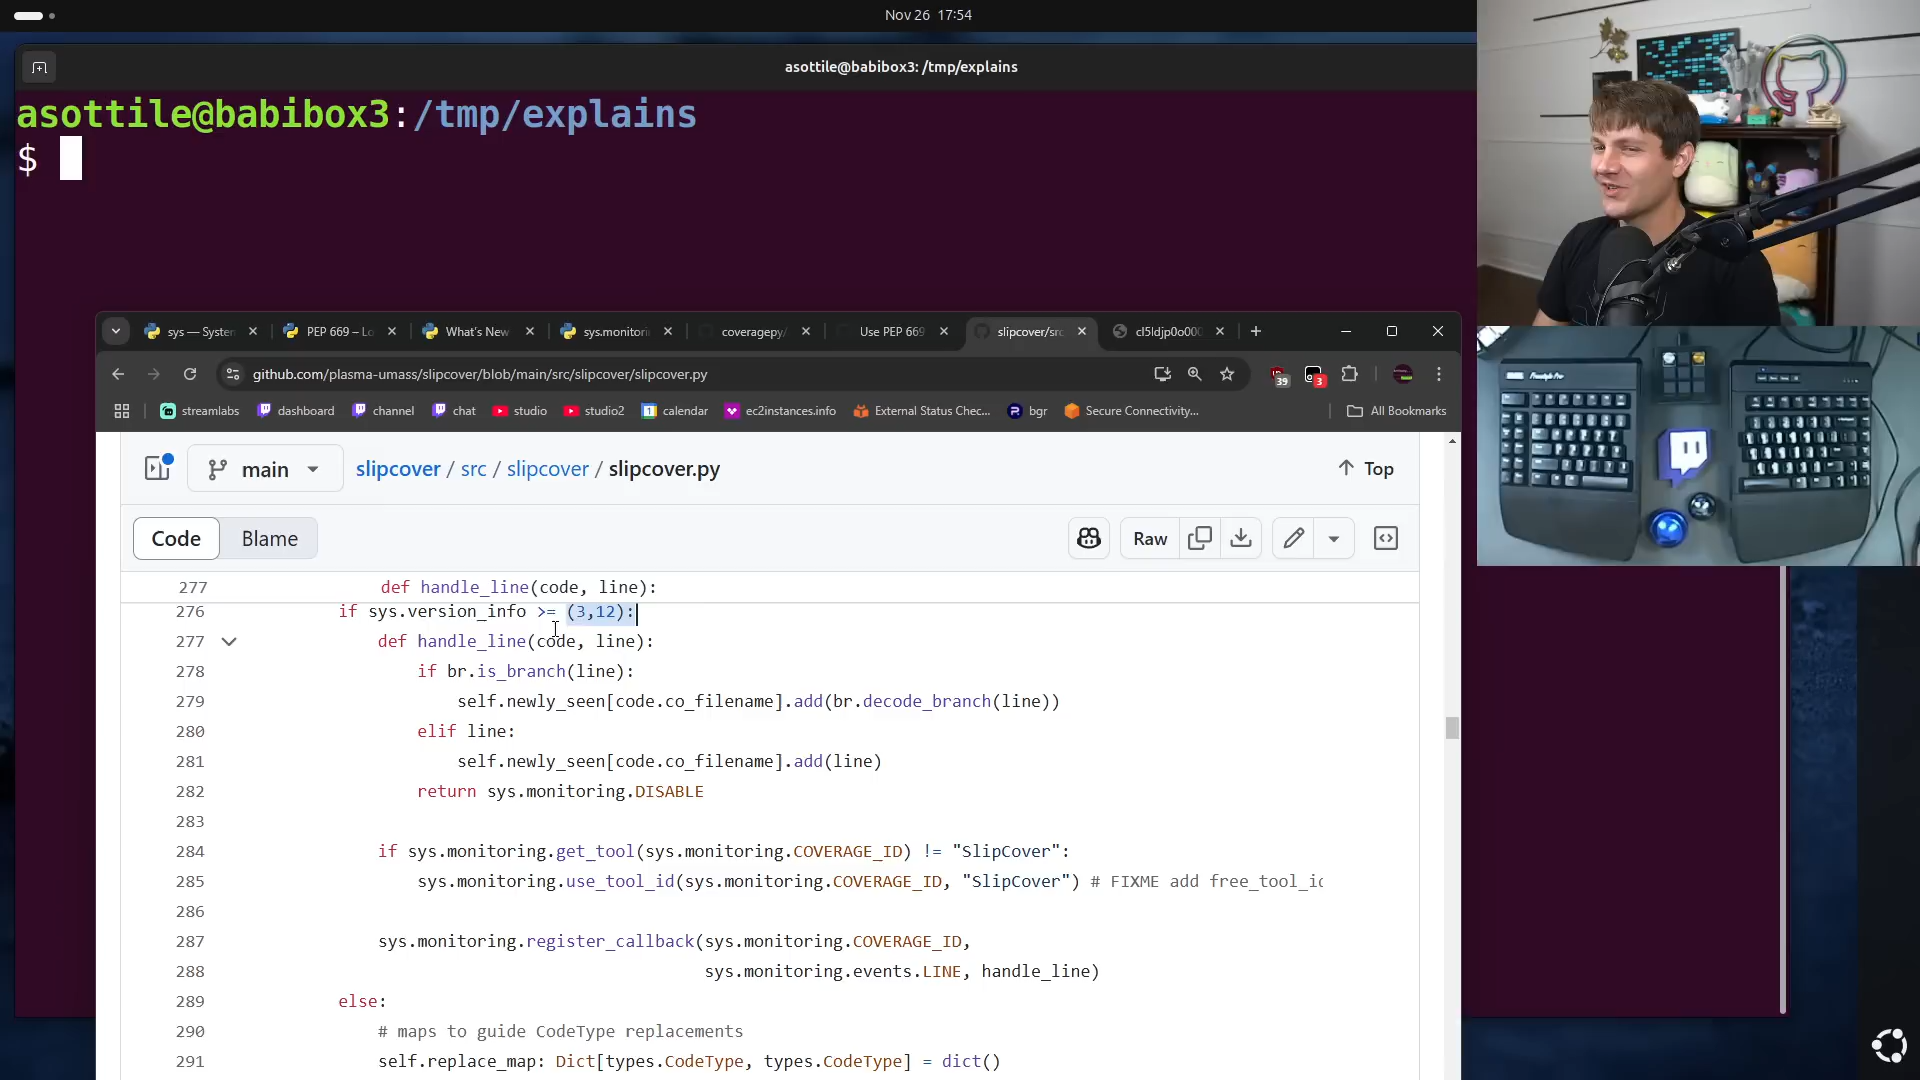 Nov 26 17:54
asottile@babibox3: /tmp/explains
asottile@babibox3:/tmp/explains
$
sys — System
PEP 669 – Lo
What's New
sys.monitori
coveragepy/
Use PEP 669
slipcover/src
cl5ldjp0o00
github.com/plasma-umass/slipcover/blob/main/src/slipcover/slipcover.py
39
3
streamlabs
dashboard
channel
chat
studio
studio2
calendar
ec2instances.info
External Status Chec...
bgr
Secure Connectivity...
All Bookmarks
main
slipcover / src / slipcover / slipcover.py
Top
Code
Blame
Raw
277 def handle_line(code, line):
276 if sys.version_info >= (3,12):
277 def handle_line(code, line):
278 if br.is_branch(line):
279 self.newly_seen[code.co_filename].add(br.decode_branch(line))
280 elif line:
281 self.newly_seen[code.co_filename].add(line)
282 return sys.monitoring.DISABLE
283
284 if sys.monitoring.get_tool(sys.monitoring.COVERAGE_ID) != "SlipCover":
285 sys.monitoring.use_tool_id(sys.monitoring.COVERAGE_ID, "SlipCover") # FIXME add free_tool_id
286
287 sys.monitoring.register_callback(sys.monitoring.COVERAGE_ID,
288 sys.monitoring.events.LINE, handle_line)
289 else:
290 # maps to guide CodeType replacements
291 self.replace_map: Dict[types.CodeType, types.CodeType] = dict()